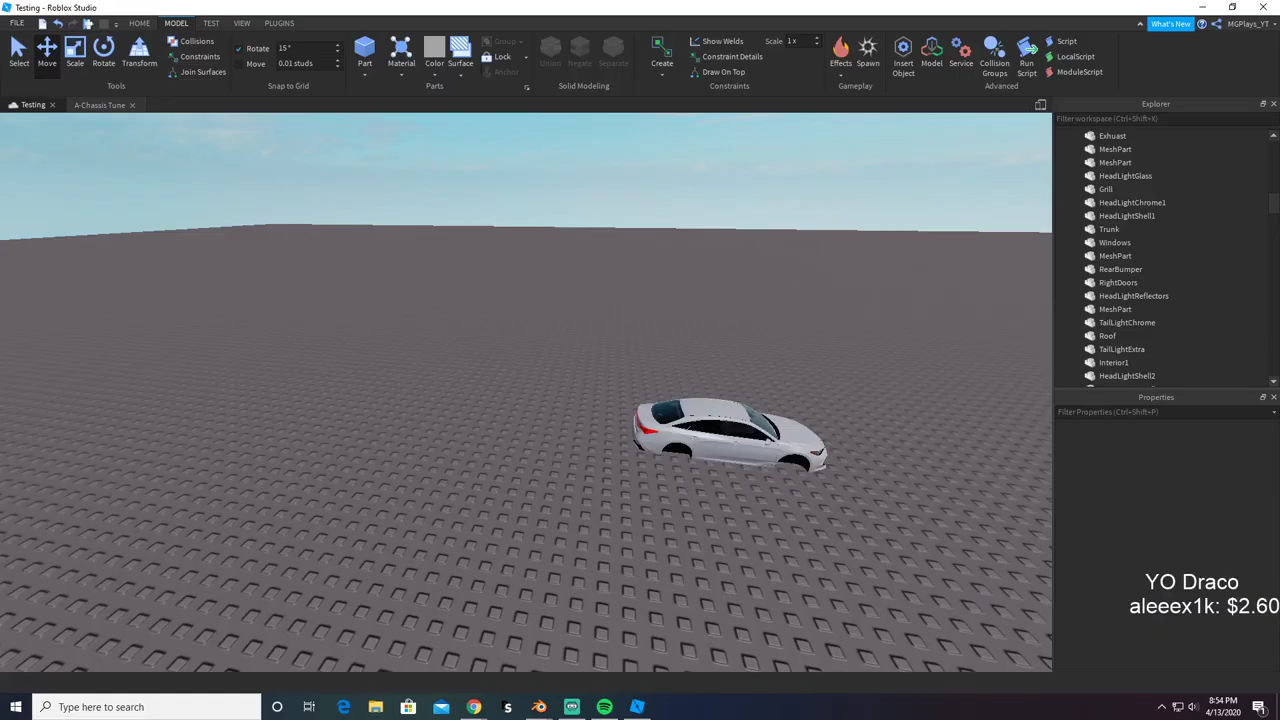 Testing - Roblox Studio
FILE HOME MODEL TEST VIEW PLUGINS What's New MGPlays_YT
Select Move Scale Rotate Transform
Collisions
Constraints
Join Surfaces
Tools
Rotate 15 °
Move 0.01 studs
Snap to Grid
Part Material Color Surface
Group
Lock
Anchor
Parts
Union Negate Separate
Solid Modeling
Create
Show Welds Scale 1 x
Constraint Details
Draw On Top
Constraints
Effects Spawn
Gameplay
Insert Object Model Service Collision Groups Run Script
Script
LocalScript
ModuleScript
Advanced
Testing A-Chassis Tune
Explorer
Filter workspace (Ctrl+Shift+X)
Exhuast
MeshPart
MeshPart
HeadLightGlass
Grill
HeadLightChrome1
HeadLightShell1
Trunk
Windows
MeshPart
RearBumper
RightDoors
HeadLightReflectors
MeshPart
TailLightChrome
Roof
TailLightExtra
Interior1
HeadLightShell2
Properties
Filter Properties (Ctrl+Shift+P)
YO Draco
aleeex1k: $2.60
Type here to search
8:54 PM
4/13/2020